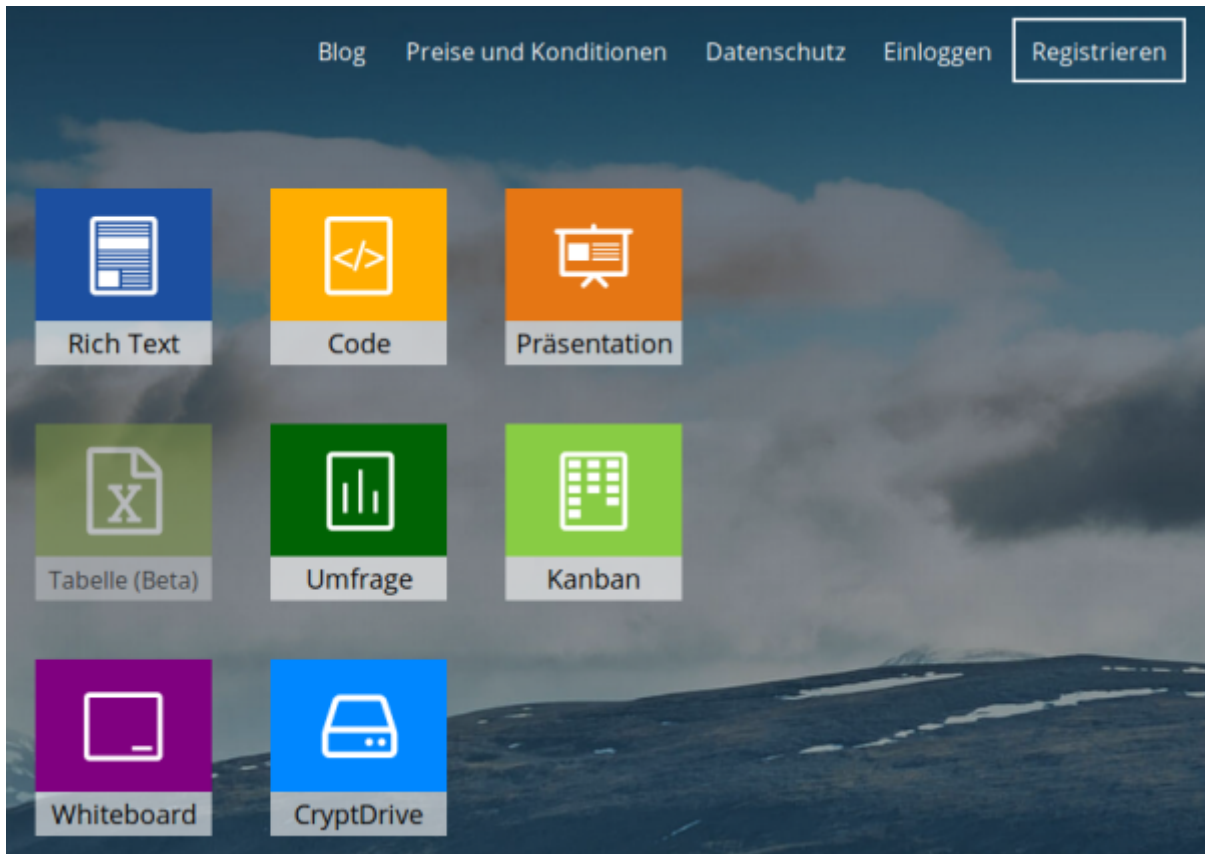 Blog Preise und Konditionen Datenschutz Einloggen Registrieren
</>
Rich Text Code Präsentation
X
Tabelle (Beta) Umfrage Kanban
Whiteboard CryptDrive